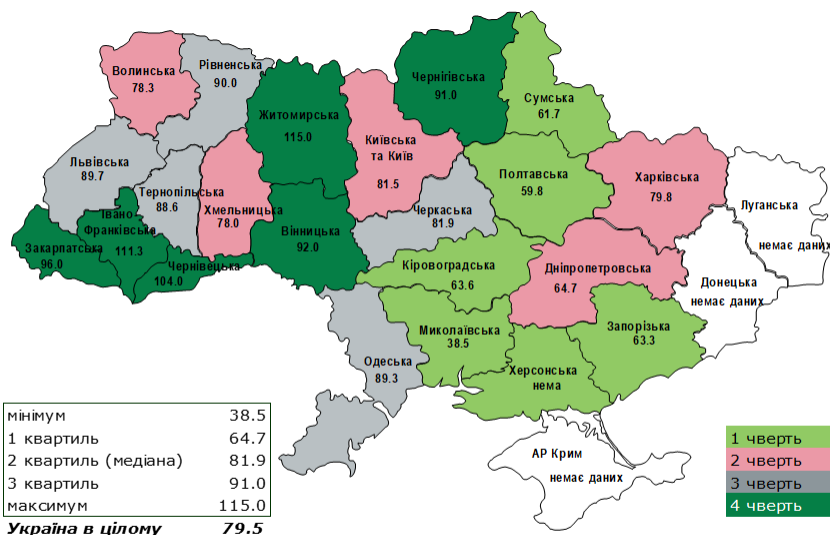 Волинська
78.3
Рівненська
90.0
Житомирська
115.0
Київська
та Київ
81.5
Чернігівська
91.0
Сумська
61.7
Львівська
89.7
Тернопільська
88.6
Хмельницька
78.0
Вінницька
92.0
Черкаська
81.9
Полтавська
59.8
Харківська
79.8
Луганська
немає даних
Івано
Франківська
111.3
Закарпатська
96.0
Чернівецька
104.0
Кіровоградська
63.6
Дніпропетровська
64.7
Донецька
немає даних
Миколаївська
38.5
Запорізька
63.3
Одеська
89.3
Херсонська
нема
АР Крим
немає даних
мінімум 38.5
1 квартиль 64.7
2 квартиль (медіана) 81.9
3 квартиль 91.0
максимум 115.0
Україна в цілому 79.5
1 чверть
2 чверть
3 чверть
4 чверть